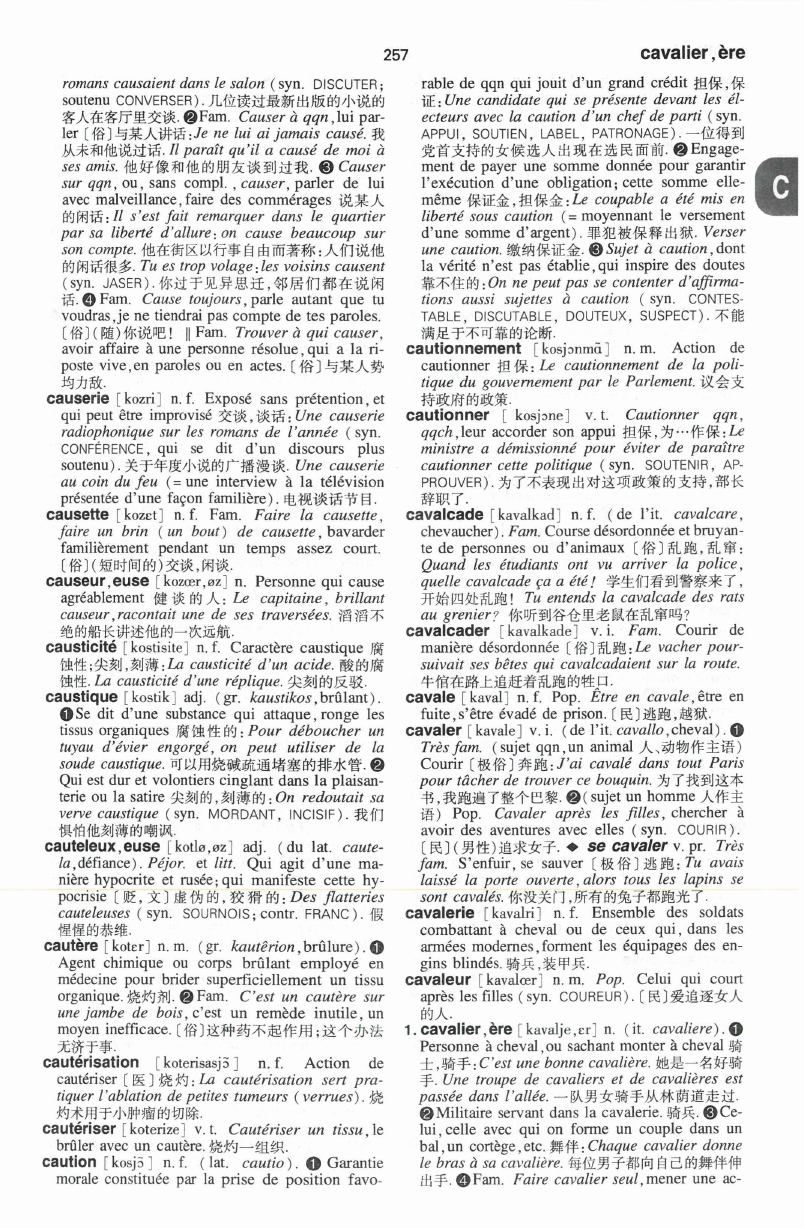 257
cavalier,ère
romans causaient dans le salon (syn. DISCUTER;
soutenu CONVERSER). 几位读过最新出版的小说的
客人在客厅里交谈. ❷Fam. Causer à qqn,lui par-
ler〔俗〕与某人讲话:Je ne lui ai jamais causé. 我
从未和他说过话. Il paraît qu'il a causé de moi à
ses amis. 他好像和他的朋友谈到过我. ❸ Causer
sur qqn, ou, sans compl. , causer, parler de lui
avec malveillance,faire des commérages 说某人
的闲话:Il s'est fait remarquer dans le quartier
par sa liberté d'allure:on cause beaucoup sur
son compte. 他在街区以行事自由而著称:人们说他
的闲话很多. Tu es trop volage:les voisins causent
(syn. JASER). 你过于见异思迁,邻居们都在说闲
话. ❹ Fam. Cause toujours, parle autant que tu
voudras,je ne tiendrai pas compte de tes paroles.
〔俗〕(随)你说吧! ‖ Fam. Trouver à qui causer,
avoir affaire à une personne résolue,qui a la ri-
poste vive,en paroles ou en actes.〔俗〕与某人势
均力敌.
causerie [kozri] n. f. Exposé sans prétention, et
qui peut être improvisé 交谈,谈话:Une causerie
radiophonique sur les romans de l'année (syn.
CONFÉRENCE, qui se dit d'un discours plus
soutenu). 关于年度小说的广播漫谈. Une causerie
au coin du feu (= une interview à la télévision
présentée d'une façon familière). 电视谈话节目.
causette [kozɛt] n. f. Fam. Faire la causette,
faire un brin (un bout) de causette, bavarder
familièrement pendant un temps assez court.
〔俗〕(短时间的)交谈,闲谈.
causeur,euse [kozœr,øz] n. Personne qui cause
agréablement 健谈的人: Le capitaine, brillant
causeur,racontait une de ses traversées. 滔滔不
绝的船长讲述他的一次远航.
causticité [kostisite] n. f. Caractère caustique 腐
蚀性;尖刻,刻薄:La causticité d'un acide. 酸的腐
蚀性. La causticité d'une réplique. 尖刻的反驳.
caustique [kostik] adj. (gr. kaustikos,brûlant).
❶Se dit d'une substance qui attaque,ronge les
tissus organiques 腐蚀性的:Pour déboucher un
tuyau d'évier engorgé, on peut utiliser de la
soude caustique. 可以用烧碱疏通堵塞的排水管. ❷
Qui est dur et volontiers cinglant dans la plaisan-
terie ou la satire 尖刻的,刻薄的:On redoutait sa
verve caustique (syn. MORDANT, INCISIF). 我们
惧怕他刻薄的嘲讽.
cauteleux,euse [kotlø,øz] adj. (du lat. caute-
la,défiance). Péjor. et litt. Qui agit d'une ma-
nière hypocrite et rusée;qui manifeste cette hy-
pocrisie〔贬,文〕虚伪的,狡猾的:Des flatteries
cauteleuses (syn. SOURNOIS;contr. FRANC). 假
惺惺的恭维.
cautère [kotɛr] n. m. (gr. kautêrion,brûlure). ❶
Agent chimique ou corps brûlant employé en
médecine pour brider superficiellement un tissu
organique. 烧灼剂. ❷ Fam. C'est un cautère sur
une jambe de bois, c'est un remède inutile, un
moyen inefficace.〔俗〕这种药不起作用;这个办法
无济于事.
cautérisation [koterisasjɔ̃] n. f. Action de
cautériser〔医〕烧灼:La cautérisation sert pra-
tiquer l'ablation de petites tumeurs (verrues). 烧
灼术用于小肿瘤的切除.
cautériser [koterize] v. t. Cautériser un tissu,le
brûler avec un cautère. 烧灼一组织.
caution [kosjɔ̃] n. f. (lat. cautio). ❶ Garantie
morale constituée par la prise de position favo-
rable de qqn qui jouit d'un grand crédit 担保,保
证:Une candidate qui se présente devant les él-
ecteurs avec la caution d'un chef de parti (syn.
APPUI, SOUTIEN, LABEL, PATRONAGE). 一位得到
党首支持的女候选人出现在选民面前. ❷ Engage-
ment de payer une somme donnée pour garantir
l'exécution d'une obligation;cette somme elle-
même 保证金,担保金:Le coupable a été mis en
liberté sous caution (= moyennant le versement
d'une somme d'argent). 罪犯被保释出狱. Verser
une caution. 缴纳保证金. ❸ Sujet à caution,dont
la vérité n'est pas établie,qui inspire des doutes
靠不住的:On ne peut pas se contenter d'affirma-
tions aussi sujettes à caution (syn. CONTES-
TABLE, DISCUTABLE, DOUTEUX, SUSPECT). 不能
满足于不可靠的论断.
cautionnement [kosjɔnmɑ̃] n. m. Action de
cautionner 担保:Le cautionnement de la poli-
tique du gouvernement par le Parlement. 议会支
持政府的政策.
cautionner [kosjɔne] v. t. Cautionner qqn,
qqch,leur accorder son appui 担保,为…作保:Le
ministre a démissionné pour éviter de paraître
cautionner cette politique (syn. SOUTENIR, AP-
PROUVER). 为了不表现出对这项政策的支持,部长
辞职了.
cavalcade [kavalkad] n. f. (de l'it. cavalcare,
chevaucher). Fam. Course désordonnée et bruyan-
te de personnes ou d'animaux〔俗〕乱跑,乱窜:
Quand les étudiants ont vu arriver la police,
quelle cavalcade ça a été! 学生们看到警察来了,
开始四处乱跑! Tu entends la cavalcade des rats
au grenier? 你听到谷仓里老鼠在乱窜吗?
cavalcader [kavalkade] v. i. Fam. Courir de
manière désordonnée〔俗〕乱跑:Le vacher pour-
suivait ses bêtes qui cavalcadaient sur la route.
牛倌在路上追赶着乱跑的牲口.
cavale [kaval] n. f. Pop. Être en cavale,être en
fuite,s'être évadé de prison.〔民〕逃跑,越狱.
cavaler [kavale] v. i. (de l'it. cavallo,cheval). ❶
Très fam. (sujet qqn,un animal 人、动物作主语)
Courir〔极俗〕奔跑:J'ai cavalé dans tout Paris
pour tâcher de trouver ce bouquin. 为了找到这本
书,我跑遍了整个巴黎. ❷(sujet un homme 人作主
语) Pop. Cavaler après les filles, chercher à
avoir des aventures avec elles (syn. COURIR).
〔民〕(男性)追求女子. ◆ se cavaler v. pr. Très
fam. S'enfuir, se sauver〔极俗〕逃跑:Tu avais
laissé la porte ouverte,alors tous les lapins se
sont cavalés. 你没关门,所有的兔子都跑光了.
cavalerie [kavalri] n. f. Ensemble des soldats
combattant à cheval ou de ceux qui, dans les
armées modernes,forment les équipages des en-
gins blindés. 骑兵,装甲兵.
cavaleur [kavalœr] n. m. Pop. Celui qui court
après les filles (syn. COUREUR).〔民〕爱追逐女人
的人.
1. cavalier,ère [kavalje,ɛr] n. (it. cavaliere). ❶
Personne à cheval,ou sachant monter à cheval 骑
士,骑手:C'est une bonne cavalière. 她是一名好骑
手. Une troupe de cavaliers et de cavalières est
passée dans l'allée. 一队男女骑手从林荫道走过.
❷Militaire servant dans la cavalerie. 骑兵. ❸Ce-
lui, celle avec qui on forme un couple dans un
bal,un cortège,etc. 舞伴:Chaque cavalier donne
le bras à sa cavalière. 每位男子都向自己的舞伴伸
出手. ❹Fam. Faire cavalier seul,mener une ac-
C